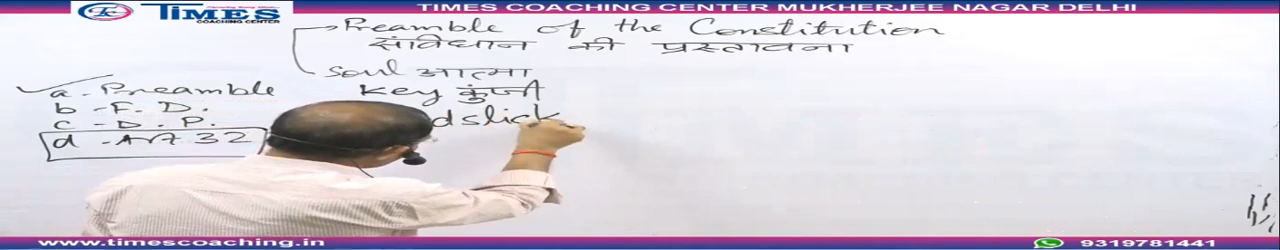 TIMES COACHING CENTER MUKHERJEE NAGAR DELHI
TIMES
COACHING CENTER
Preamble of the Constitution
संविधान की प्रस्तावना
Soul आत्मा
a. Preamble Key कुंजी
b - F. D.
c - D. P.
d - Art 32
www.timescoaching.in 9319781441